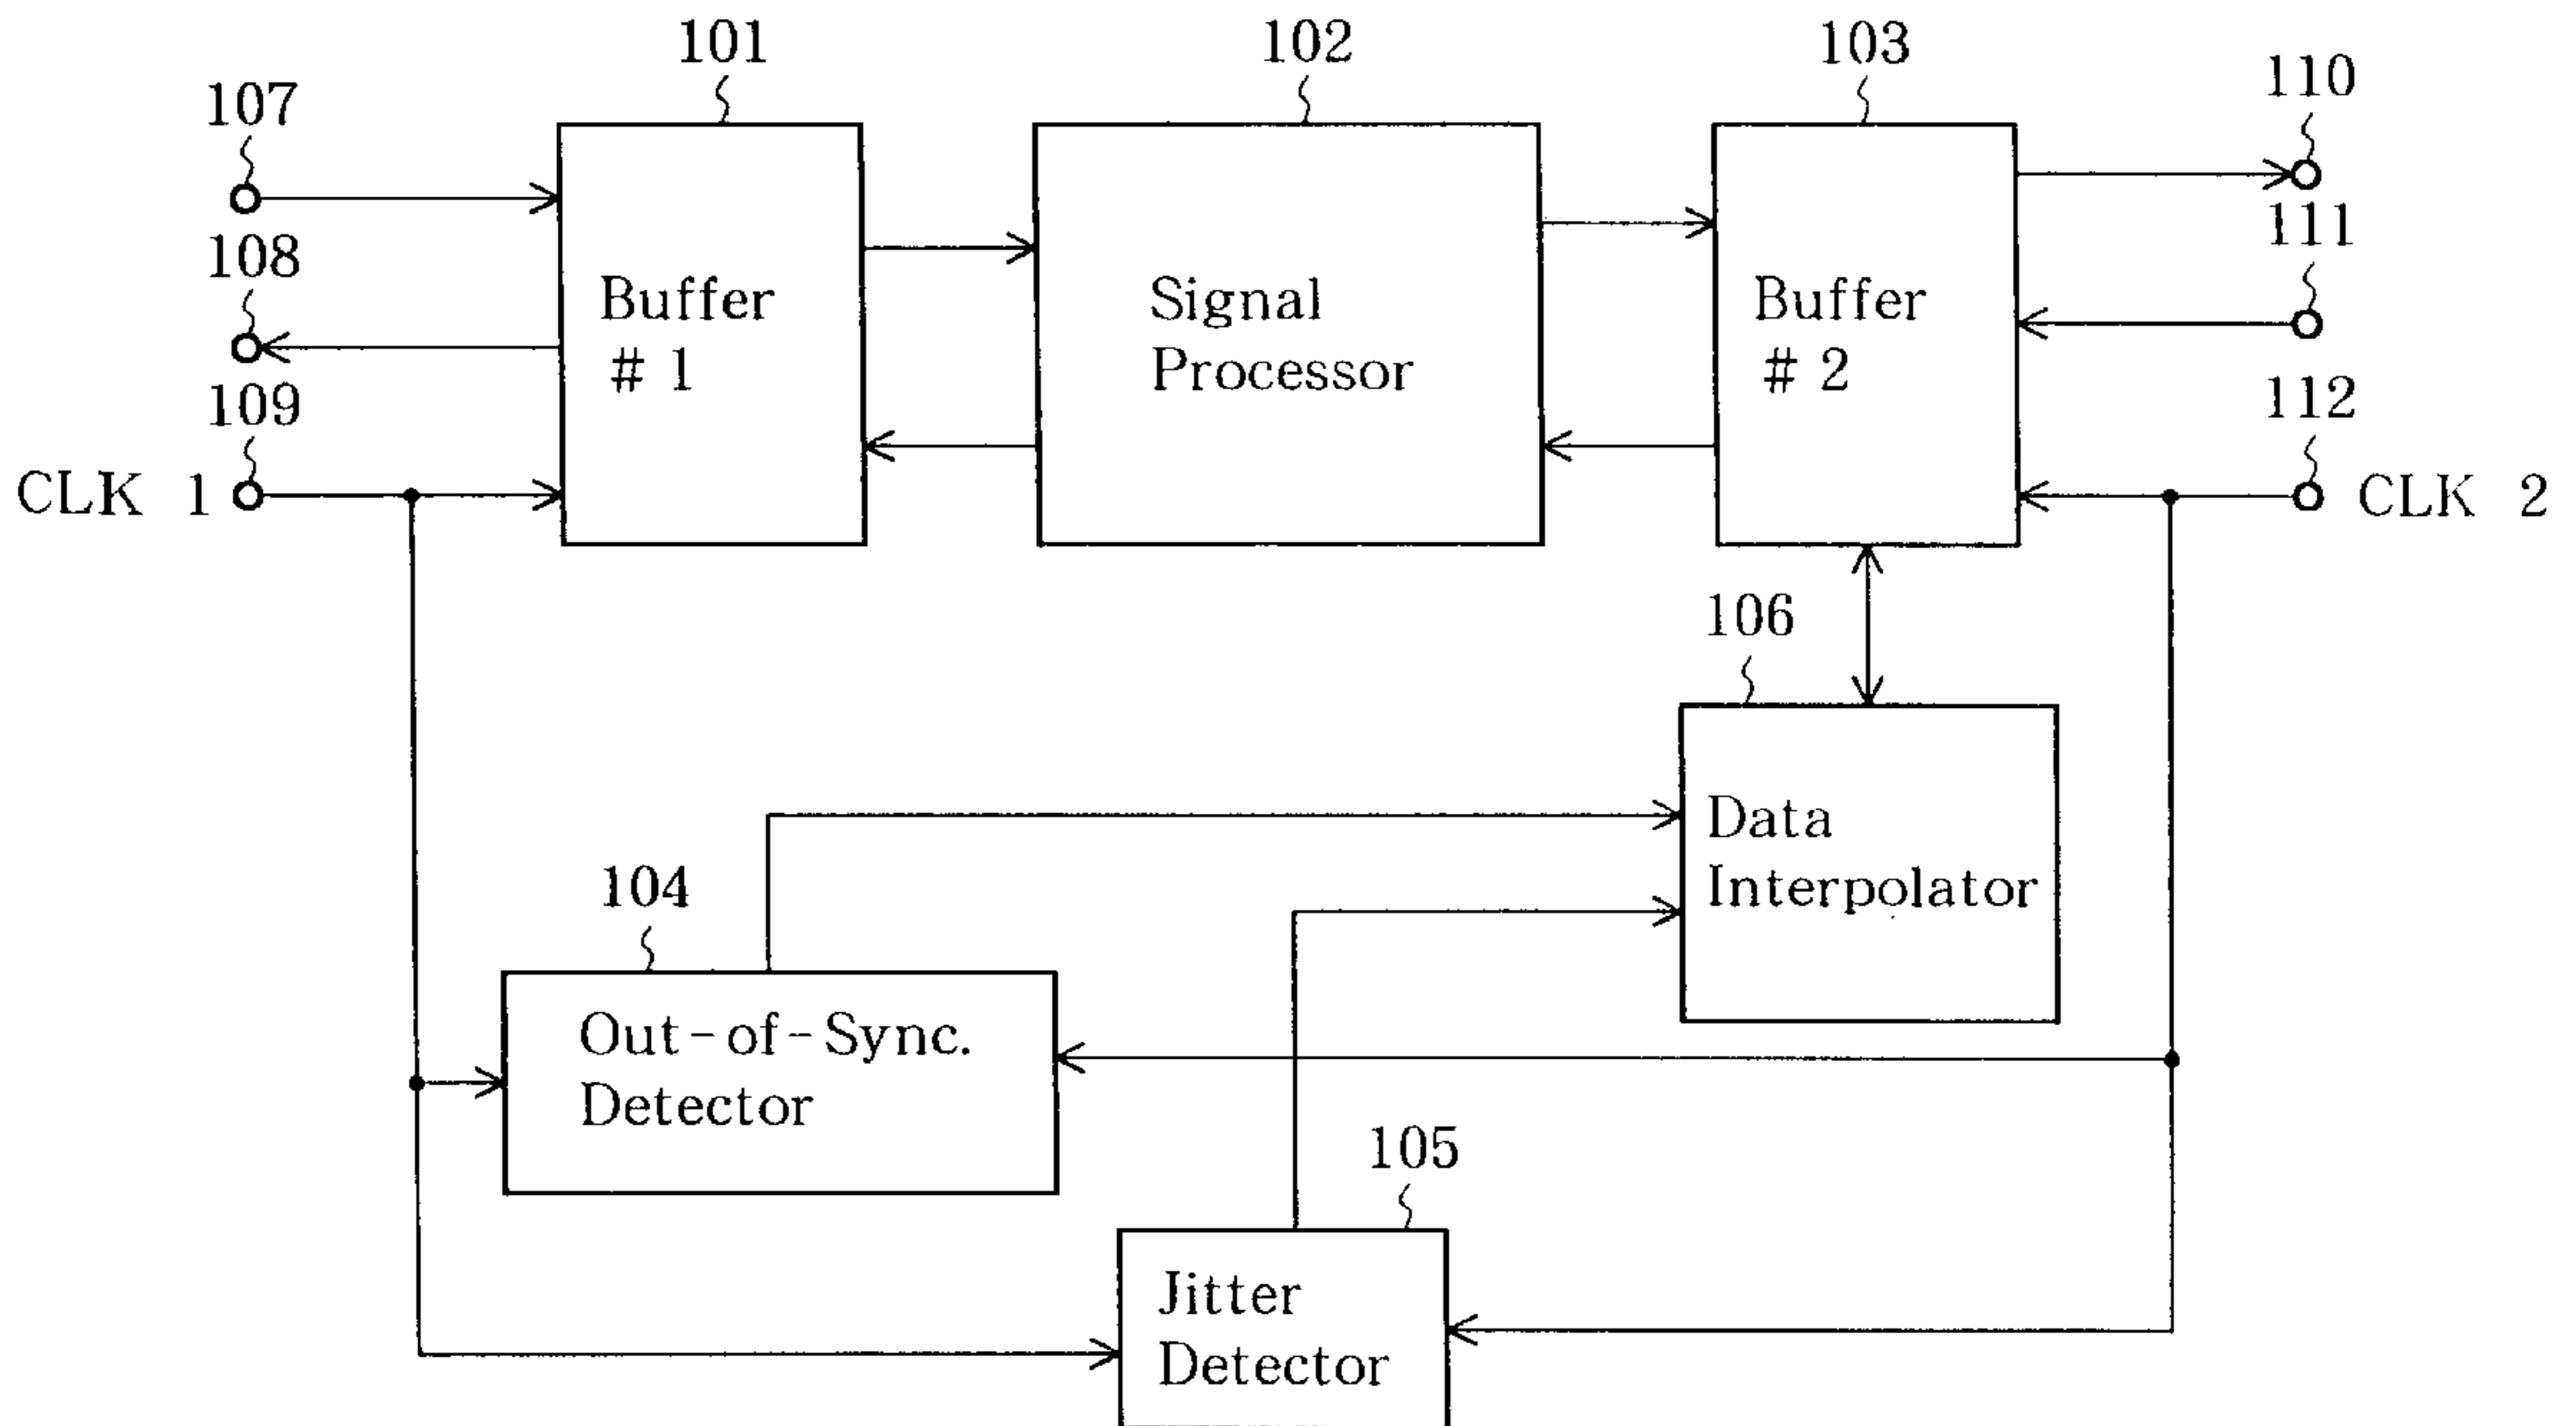 101
102
103
107
110
108
111
109
112
Buffer
# 1
Signal
Processor
Buffer
# 2
CLK 1
CLK 2
106
Data
Interpolator
104
Out-of-Sync.
Detector
105
Jitter
Detector